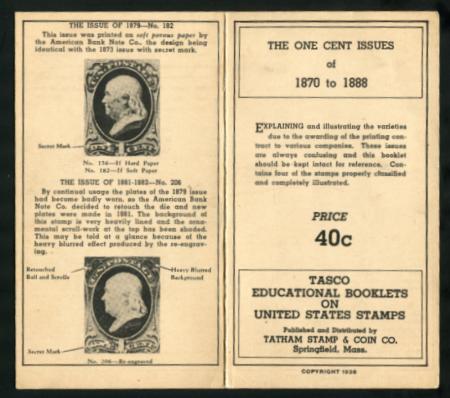 THE ISSUE OF 1879—No. 182
This issue was printed on soft porous paper by
the American Bank Note Co., the design being
identical with the 1873 issue with secret mark.
Secret Mark
No. 156—If Hard Paper
No. 182—If Soft Paper
THE ISSUE OF 1881-1882—No. 206
By continual usage the plates of the 1879 issue
had become badly worn, so the American Bank
Note Co. decided to retouch the die and new
plates were made in 1881. The background of
this stamp is very heavily lined and the orna-
mental scroll-work at the top has been shaded.
This may be told at a glance because of the
heavy blurred effect produced by the re-engrav-
ing.
Retouched
Ball and Scrolls
Heavy Blurred
Background
Secret Mark
No. 206—Re-engraved
THE ONE CENT ISSUES
of
1870 to 1888
EXPLAINING and illustrating the varieties
due to the awarding of the printing con-
tract to various companies. These issues
are always confusing and this booklet
should be kept intact for reference. Con-
tains four of the stamps properly classified
and completely illustrated.
PRICE
40c
TASCO
EDUCATIONAL BOOKLETS
ON
UNITED STATES STAMPS
Published and Distributed by
TATHAM STAMP & COIN CO.
Springfield, Mass.
COPYRIGHT 1936